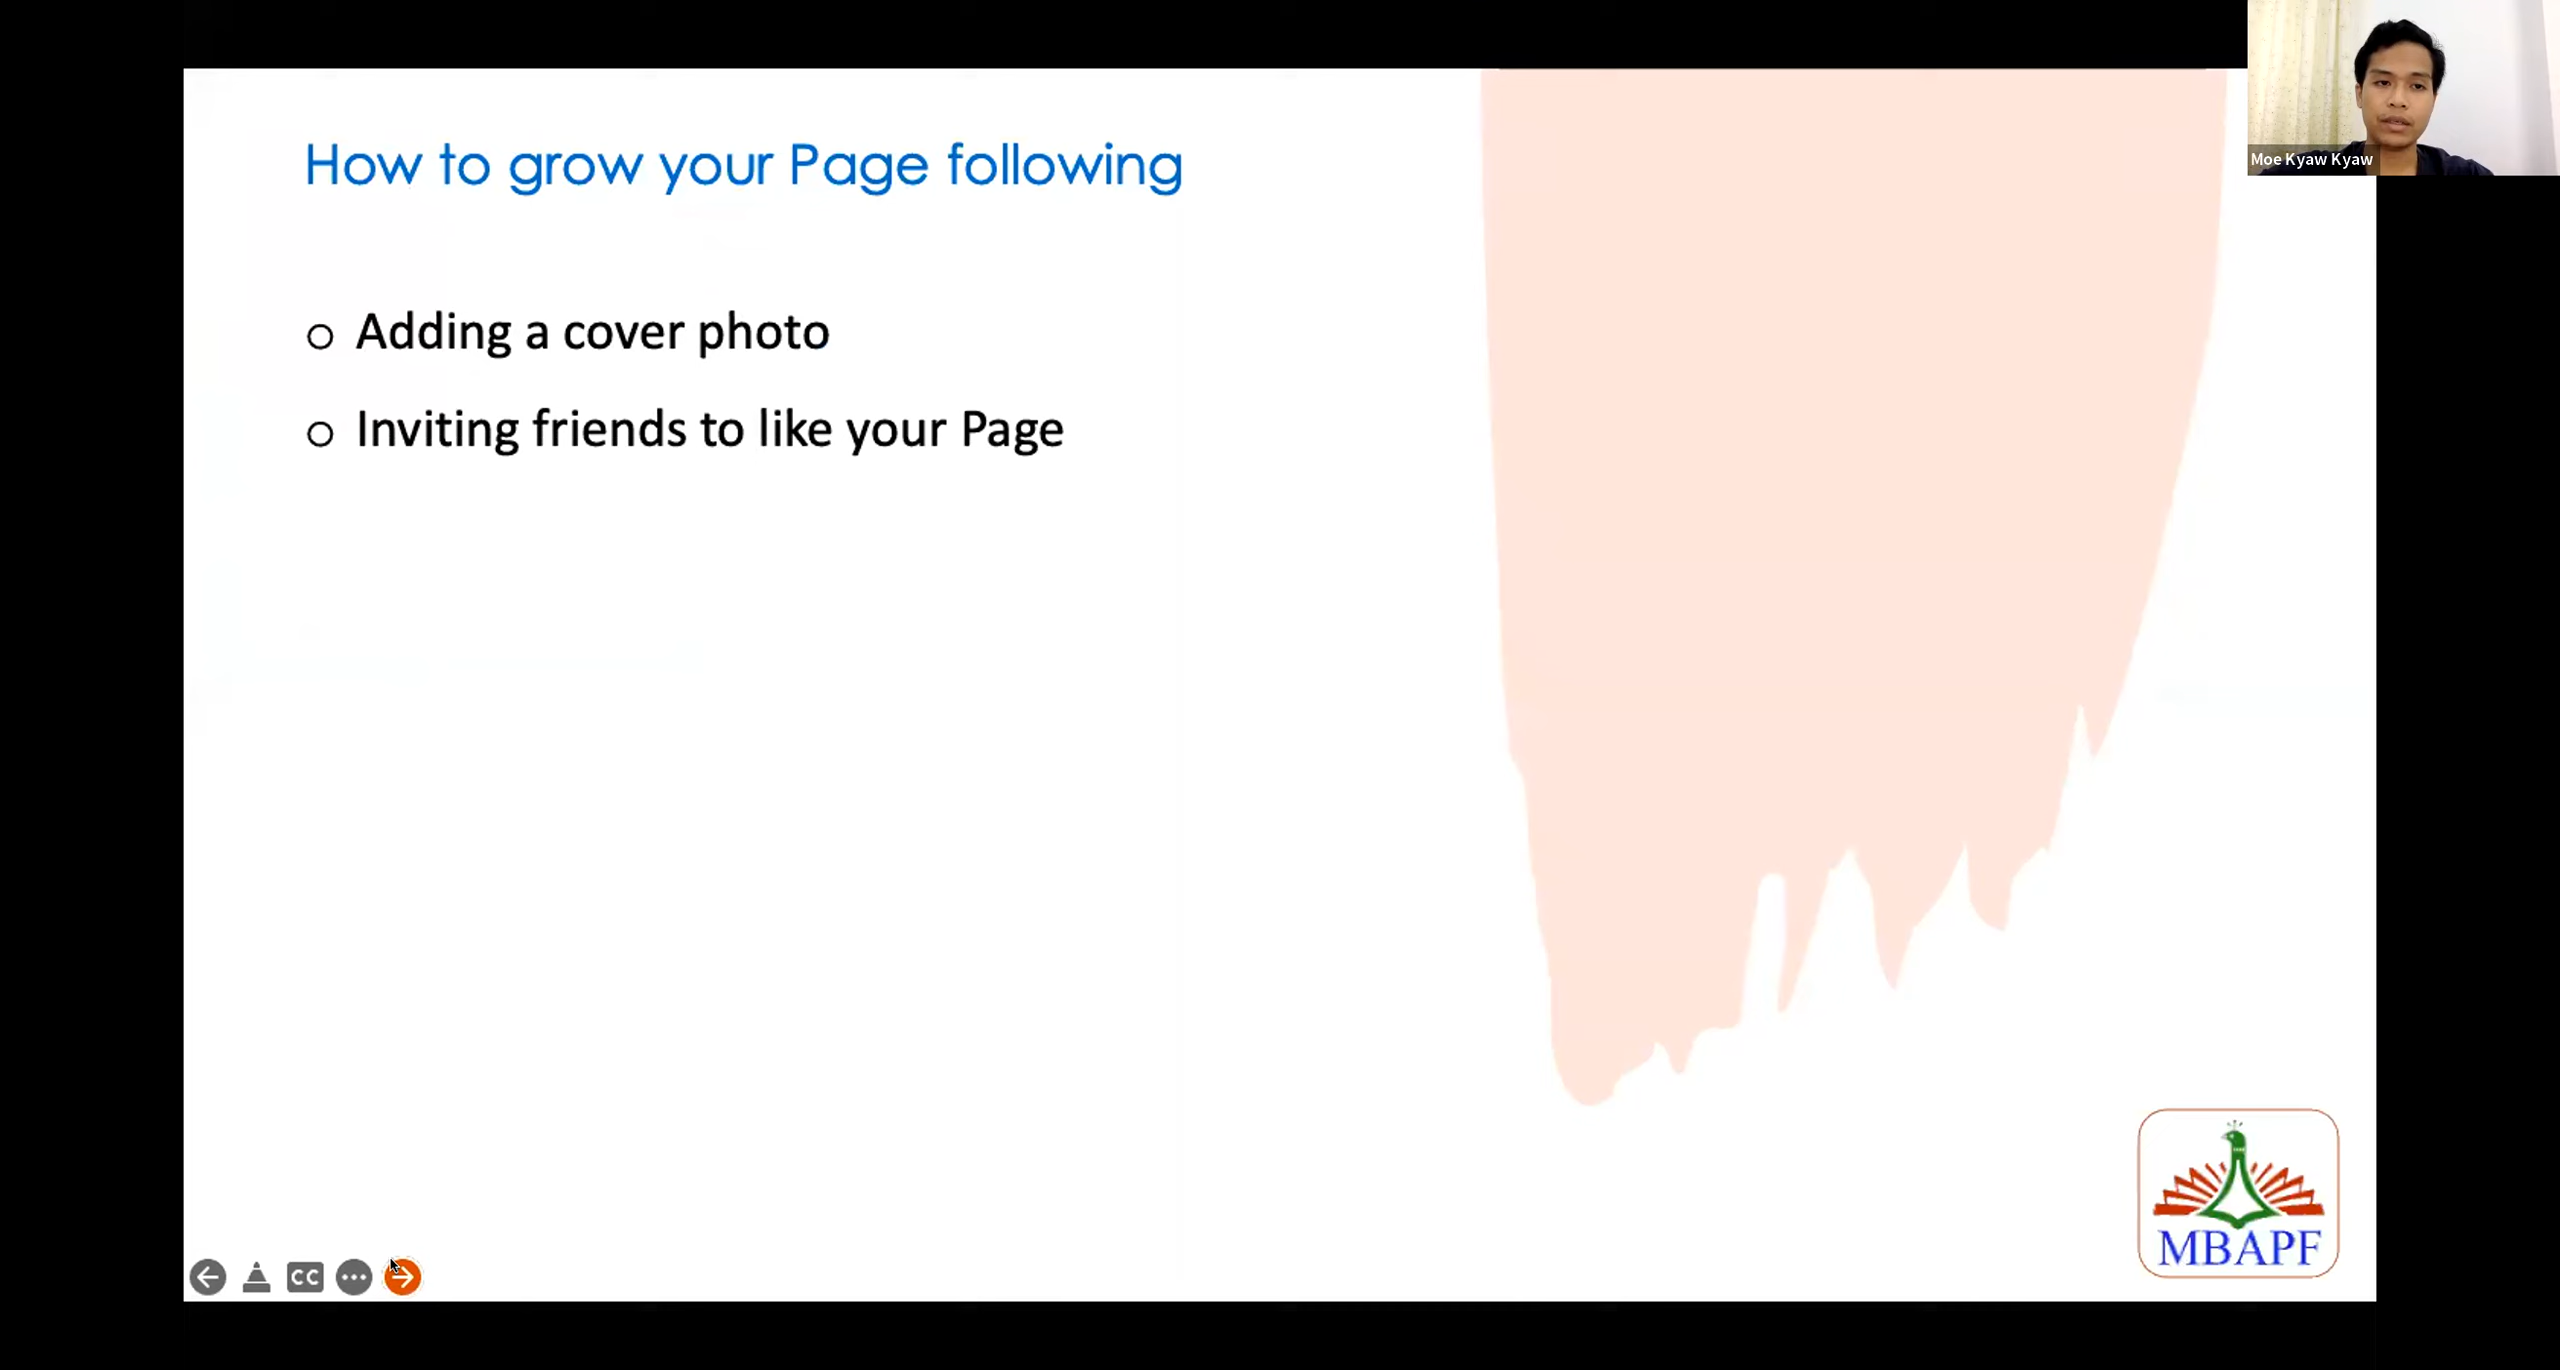 How to grow your Page following
Moe Kyaw Kyaw
Adding a cover photo
Inviting friends to like your Page
MBAPF
CC